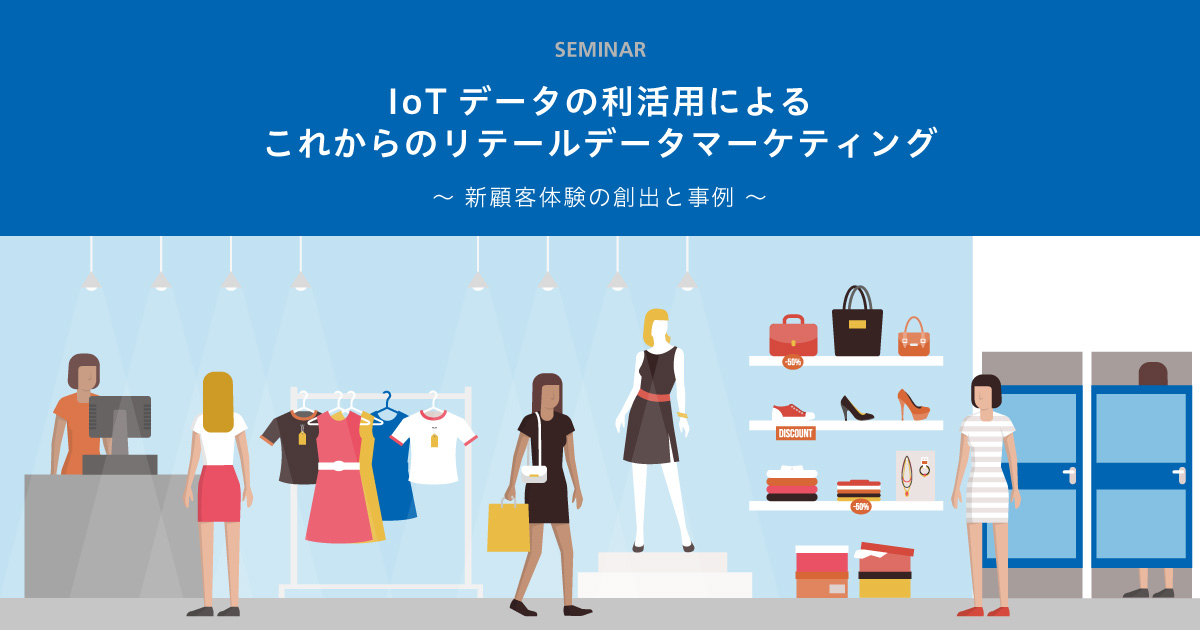 SEMINAR
IoT データの利活用による
これからのリテールデータマーケティング
～ 新顧客体験の創出と事例 ～
-50%
DISCOUNT
-50%